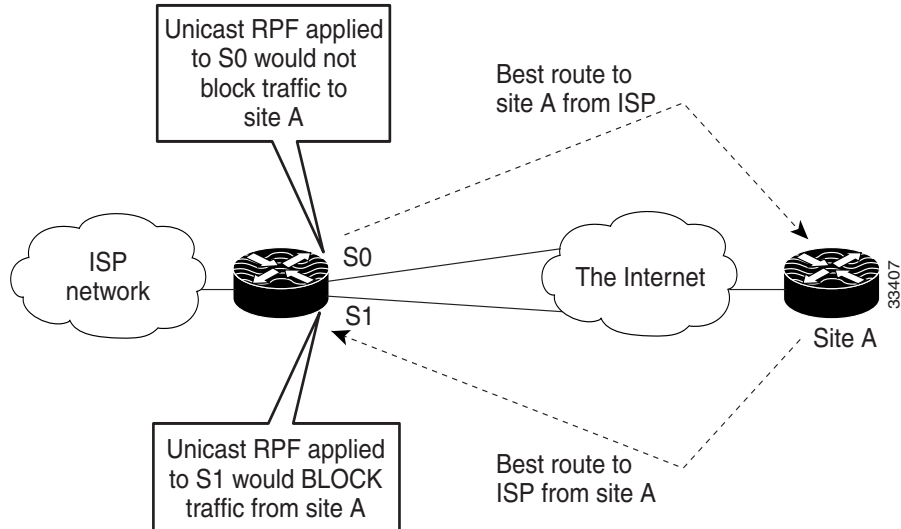 Unicast RPF applied
to S0 would not
block traffic to
site A
Best route to
site A from ISP
ISP
network
S0
S1
The Internet
Site A
33407
Unicast RPF applied
to S1 would BLOCK
traffic from site A
Best route to
ISP from site A